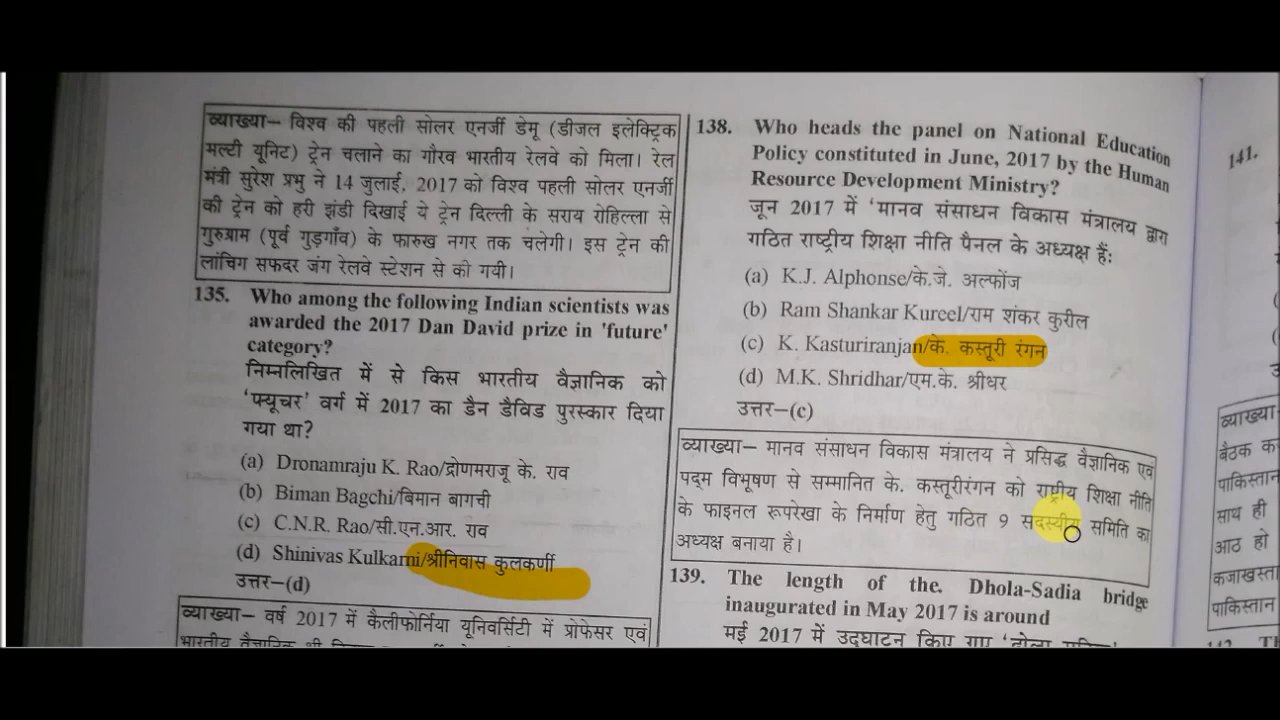 व्याख्या– विश्व की पहली सोलर एनर्जी डेमू (डीजल इलेक्ट्रिक
मल्टी यूनिट) ट्रेन चलाने का गौरव भारतीय रेलवे को मिला। रेल
मंत्री सुरेश प्रभु ने 14 जुलाई, 2017 को विश्व पहली सोलर एनर्जी
की ट्रेन को हरी झंडी दिखाई ये ट्रेन दिल्ली के सराय रोहिल्ला से
गुरुग्राम (पूर्व गुड़गाँव) के फारुख नगर तक चलेगी। इस ट्रेन की
लांचिग सफदर जंग रेलवे स्टेशन से की गयी।
135. Who among the following Indian scientists was
awarded the 2017 Dan David prize in 'future'
category?
निम्नलिखित में से किस भारतीय वैज्ञानिक को
'फ्यूचर' वर्ग में 2017 का डैन डैविड पुरस्कार दिया
गया था?
(a) Dronamraju K. Rao/द्रोणमराजू के. राव
(b) Biman Bagchi/बिमान बागची
(c) C.N.R. Rao/सी.एन.आर. राव
(d) Shinivas Kulkarni/श्रीनिवास कुलकर्णी
उत्तर–(d)
व्याख्या– वर्ष 2017 में कैलीफोर्निया यूनिवर्सिटी में प्रोफेसर एवं
भारतीय वैज्ञानिक श्री
138. Who heads the panel on National Education
Policy constituted in June, 2017 by the Human
Resource Development Ministry?
जून 2017 में 'मानव संसाधन विकास मंत्रालय द्वारा
गठित राष्ट्रीय शिक्षा नीति पैनल के अध्यक्ष हैं:
(a) K.J. Alphonse/के.जे. अल्फोंज
(b) Ram Shankar Kureel/राम शंकर कुरील
(c) K. Kasturiranjan/के. कस्तूरी रंगन
(d) M.K. Shridhar/एम.के. श्रीधर
उत्तर–(c)
व्याख्या– मानव संसाधन विकास मंत्रालय ने प्रसिद्ध वैज्ञानिक एवं
पद्म विभूषण से सम्मानित के. कस्तूरीरंगन को राष्ट्रीय शिक्षा नीति
के फाइनल रूपरेखा के निर्माण हेतु गठित 9 सदस्यीय समिति का
अध्यक्ष बनाया है।
139. The length of the. Dhola-Sadia bridge
inaugurated in May 2017 is around
मई 2017 में उद्घाटन किए गए
141.
व्याख्या
बैठक क
पाकिस्तान
साथ ही
आठ हो
कजाखस्ता
पाकिस्तान